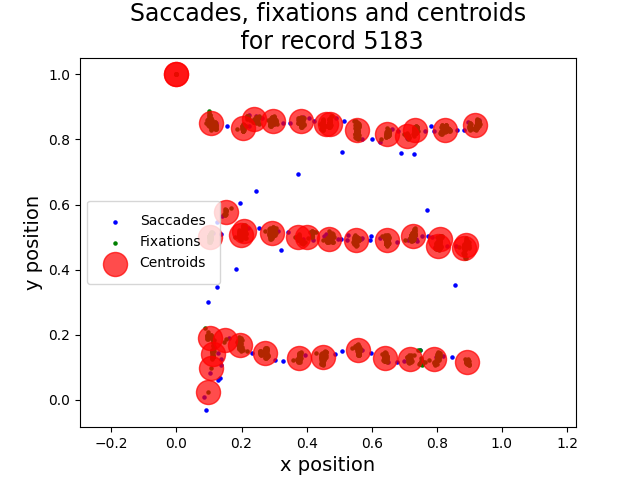 Saccades, fixations and centroids
for record 5183
1.0
0.8
0.6
0.4
0.2
0.0
y position
Saccades
Fixations
Centroids
−0.2
0.0
0.2
0.4
0.6
0.8
1.0
1.2
x position